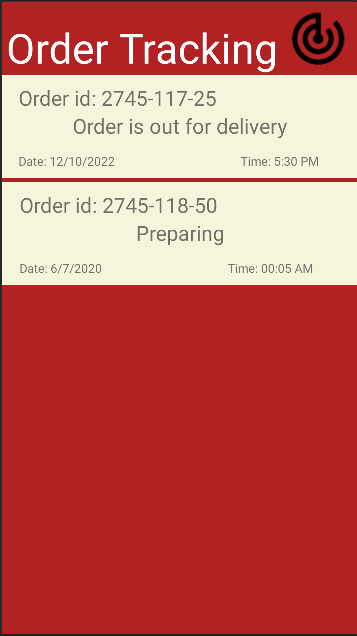 Order Tracking
Order id: 2745-117-25
Order is out for delivery
Date: 12/10/2022 Time: 5:30 PM
Order id: 2745-118-50
Preparing
Date: 6/7/2020 Time: 00:05 AM